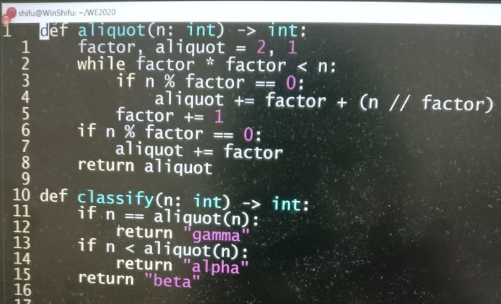 shifu@WinShifu: ~/WE2020
1 def aliquot(n: int) -> int:
1 factor, aliquot = 2, 1
2 while factor * factor < n:
3 if n % factor == 0:
4 aliquot += factor + (n // factor)
5 factor += 1
6 if n % factor == 0:
7 aliquot += factor
8 return aliquot
9
10 def classify(n: int) -> int:
11 if n == aliquot(n):
12 return "gamma"
13 if n < aliquot(n):
14 return "alpha"
15 return "beta"
16
17